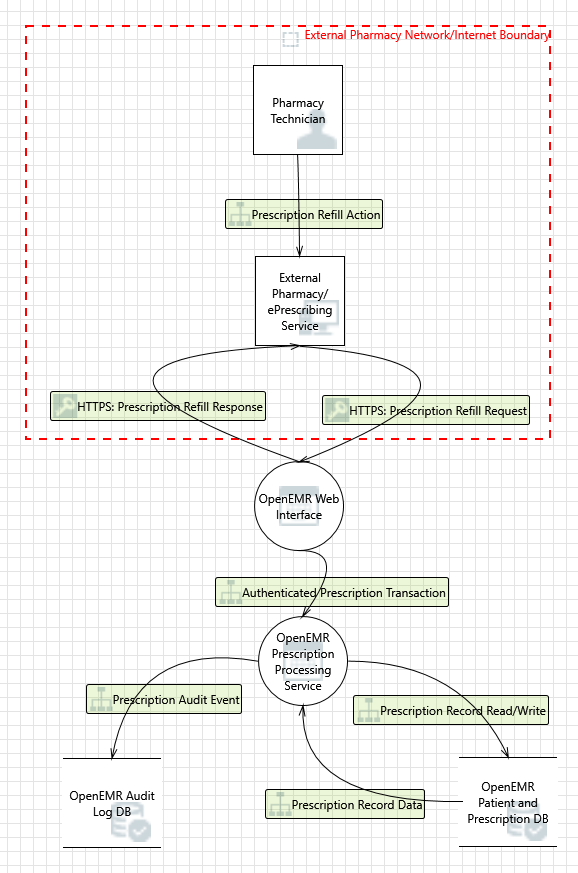 External Pharmacy Network/Internet Boundary
Pharmacy
Technician
Prescription Refill Action
External
Pharmacy/
ePrescribing
Service
HTTPS: Prescription Refill Response
HTTPS: Prescription Refill Request
OpenEMR Web
Interface
Authenticated Prescription Transaction
OpenEMR
Prescription
Processing
Service
Prescription Audit Event
Prescription Record Read/Write
OpenEMR Audit
Log DB
OpenEMR
Patient and
Prescription DB
Prescription Record Data